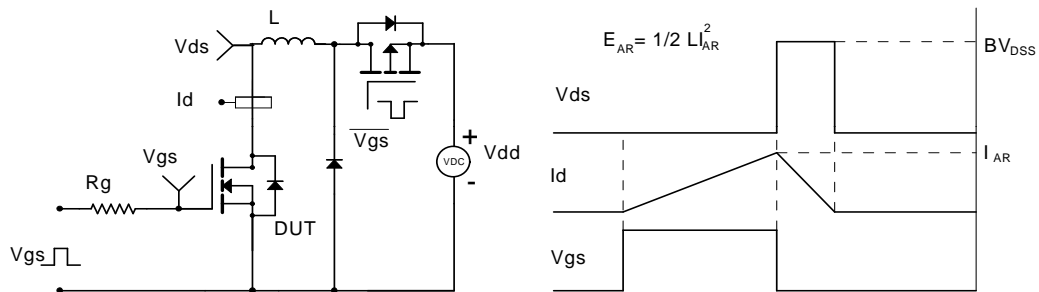 L
Vds
Id
Vgs
Vgs
Rg
DUT
Vgs
VDC
+
-
Vdd
E_AR= 1/2 LI_AR^2
BV_DSS
Vds
I_AR
Id
Vgs